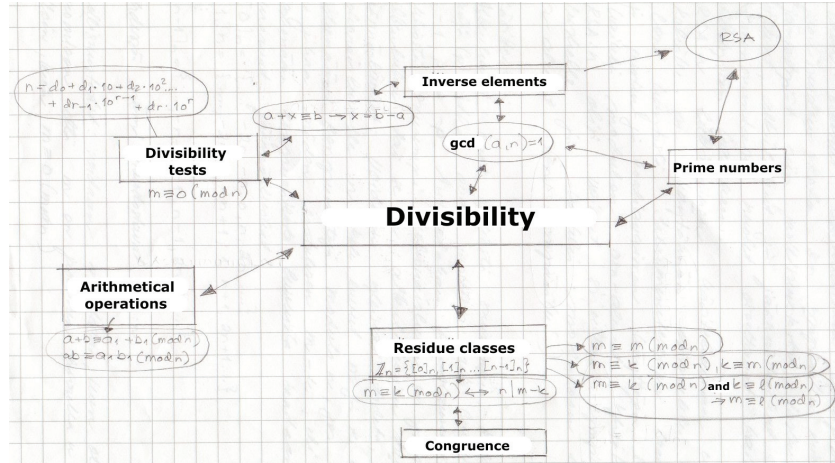 RSA
Inverse elements
n = d₀ + d₁·10 + d₂·10²...
+ dr-1·10^r-1 + dr·10^r
a+x ≡ b → x = b-a
gcd (a,n)=1
Divisibility
tests
Prime numbers
m ≡ 0 (mod n)
Divisibility
Arithmetical
operations
a+b ≡ a₁+b₁ (mod n)
ab ≡ a₁b₁ (mod n)
Residue classes
ℤn = {[0]n, [1]n ... [n-1]n}
m ≡ k (mod n) ↔ n | m-k
m ≡ m (mod n)
m ≡ k (mod n), k ≡ m (mod n)
m ≡ k (mod n) and k ≡ l (mod n)
→ m ≡ l (mod n)
Congruence